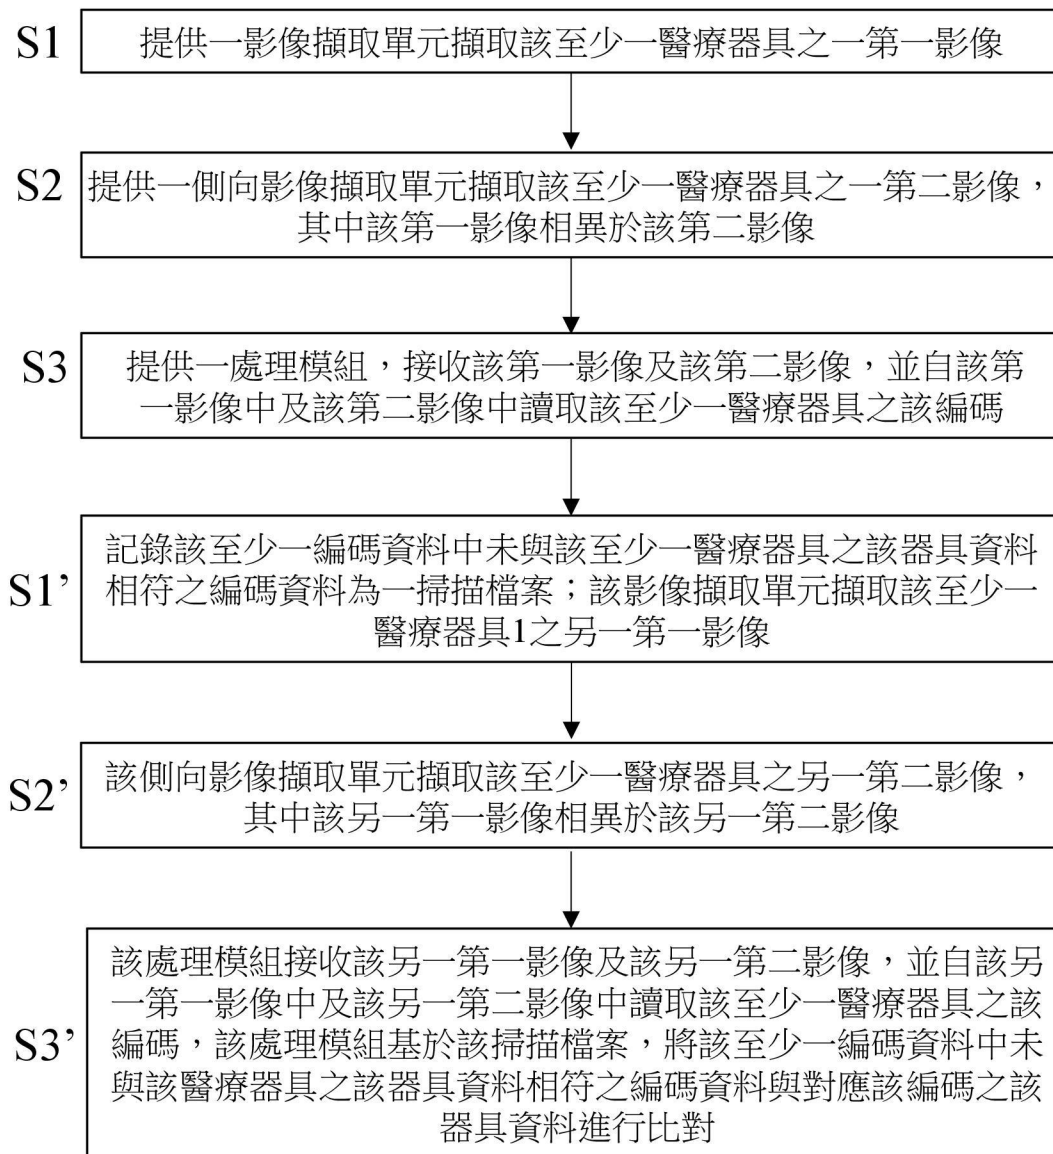 S1 提供一影像擷取單元擷取該至少一醫療器具之一第一影像
S2 提供一側向影像擷取單元擷取該至少一醫療器具之一第二影像，
其中該第一影像相異於該第二影像
S3 提供一處理模組，接收該第一影像及該第二影像，並自該第
一影像中及該第二影像中讀取該至少一醫療器具之該編碼
記錄該至少一編碼資料中未與該至少一醫療器具之該器具資料
S1’ 相符之編碼資料為一掃描檔案；該影像擷取單元擷取該至少一
醫療器具1之另一第一影像
S2’ 該側向影像擷取單元擷取該至少一醫療器具之另一第二影像，
其中該另一第一影像相異於該另一第二影像
該處理模組接收該另一第一影像及該另一第二影像，並自該另
一第一影像中及該另一第二影像中讀取該至少一醫療器具之該
S3’ 編碼，該處理模組基於該掃描檔案，將該至少一編碼資料中未
與該醫療器具之該器具資料相符之編碼資料與對應該編碼之該
器具資料進行比對